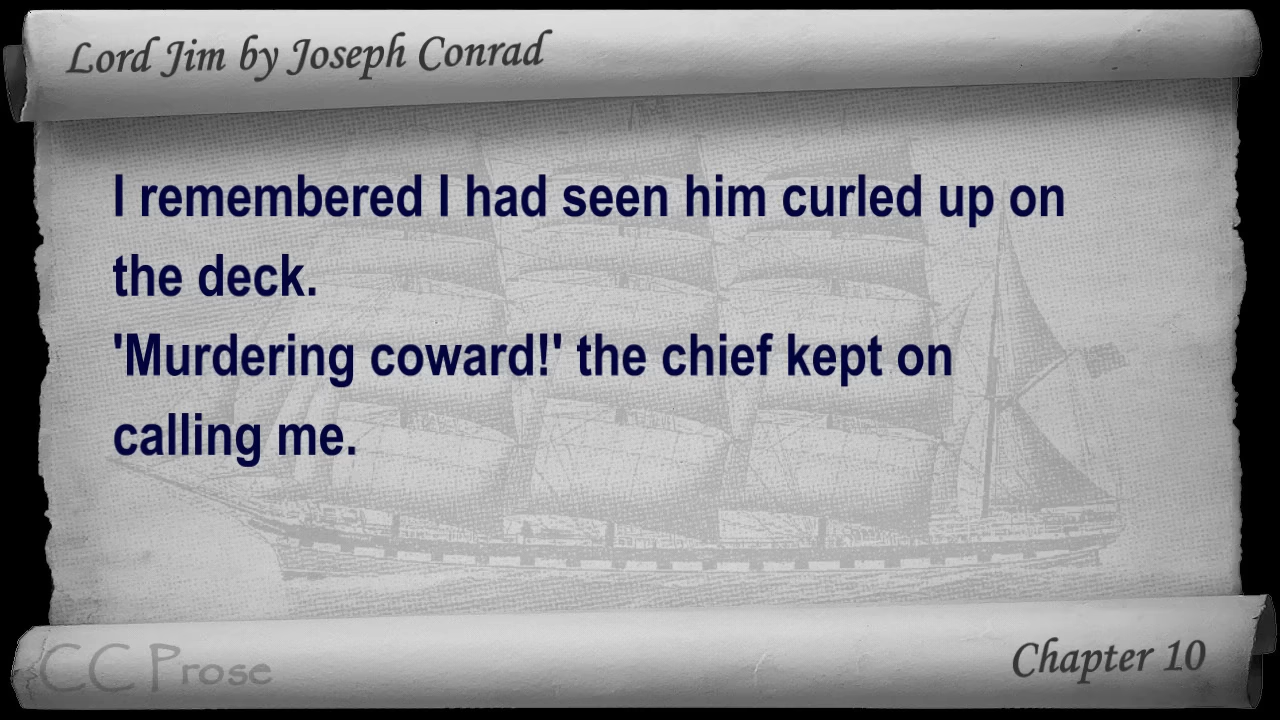 Lord Jim by Joseph Conrad
I remembered I had seen him curled up on
the deck.
'Murdering coward!' the chief kept on
calling me.
CC Prose
Chapter 10